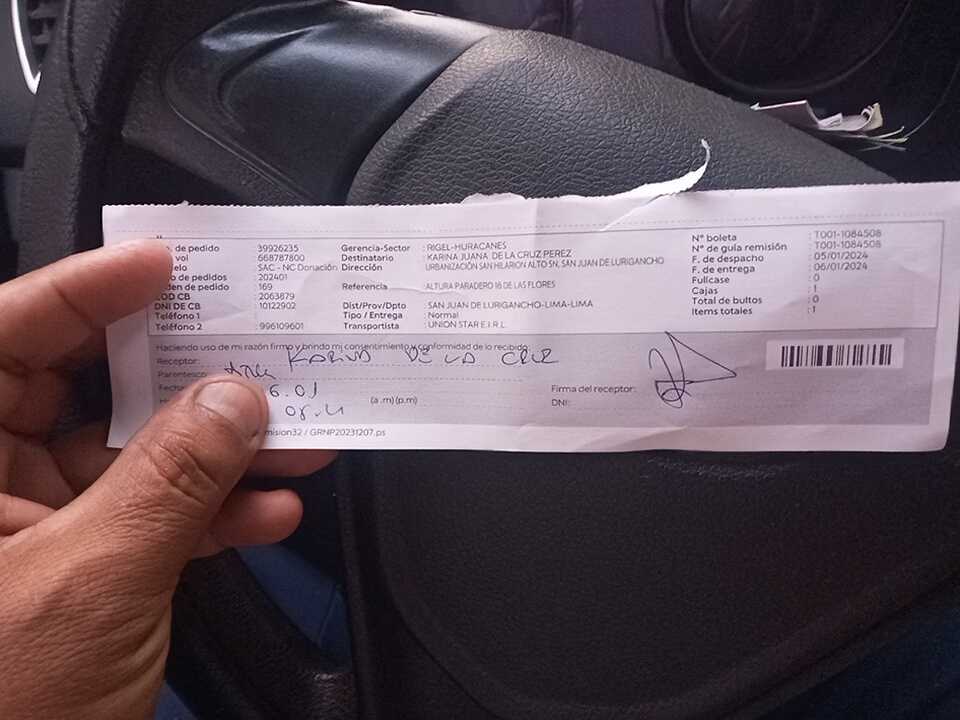 de pedido : 39926235
vol : 668787800
elo : SAC - NC Donación
o de pedidos : 202401
den de pedido : 169
COD CB : 2063879
DNI DE CB : 10122902
Teléfono 1 :
Teléfono 2 : 996109601
Gerencia-Sector : RIGEL-HURACANES
Destinatario : KARINA JUANA DE LA CRUZ PEREZ
Dirección : URBANIZACIÓN SAN HILARION ALTO SN, SAN JUAN DE LURIGANCHO
Referencia : ALTURA PARADERO 16 DE LAS FLORES
Dist/Prov/Dpto : SAN JUAN DE LURIGANCHO-LIMA-LIMA
Tipo / Entrega : Normal
Transportista : UNION STAR E.I.R.L.
N° boleta : T001-1084508
N° de guía remisión : T001-1084508
F. de despacho : 05/01/2024
F. de entrega : 06/01/2024
Fullcase : 0
Cajas : 1
Total de bultos : 0
Items totales : 1
Haciendo uso de mi razón firmo y brindo mi consentimiento y conformidad de lo recibido:
Receptor: KARINA DE LA CRUZ
Parentesco:
Fecha 6.01
(a.m)(p.m)
Firma del receptor:
DNI:
mision32 / GRNP20231207.ps